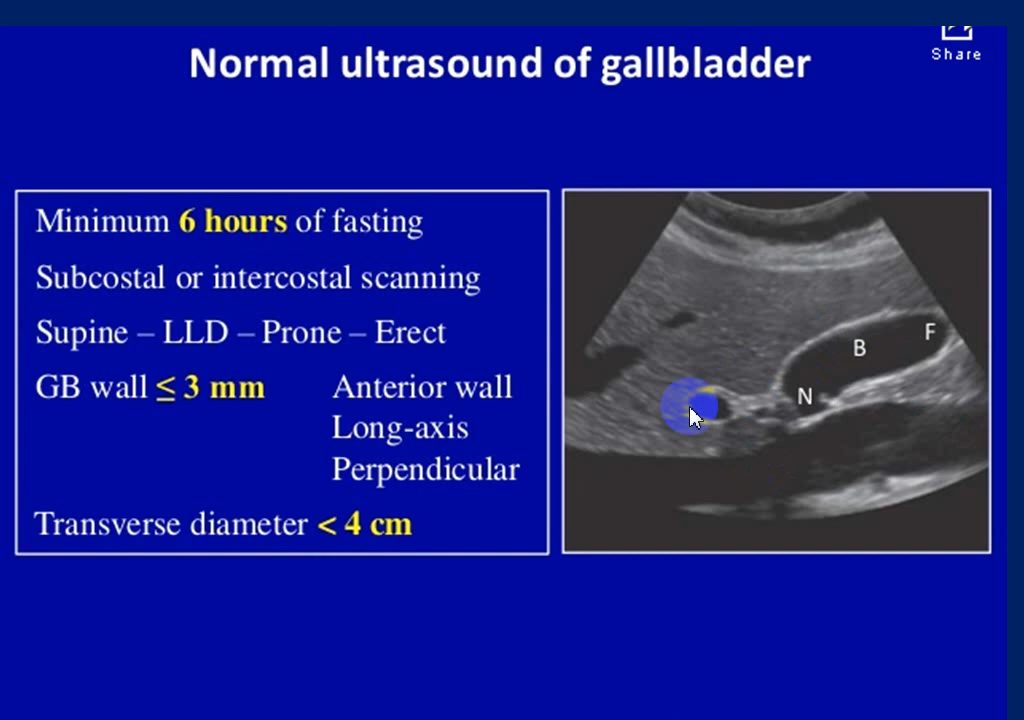 Share
Normal ultrasound of gallbladder
Minimum 6 hours of fasting
Subcostal or intercostal scanning
Supine – LLD – Prone – Erect
GB wall ≤ 3 mm Anterior wall
Long-axis
Perpendicular
Transverse diameter < 4 cm
F
B
N